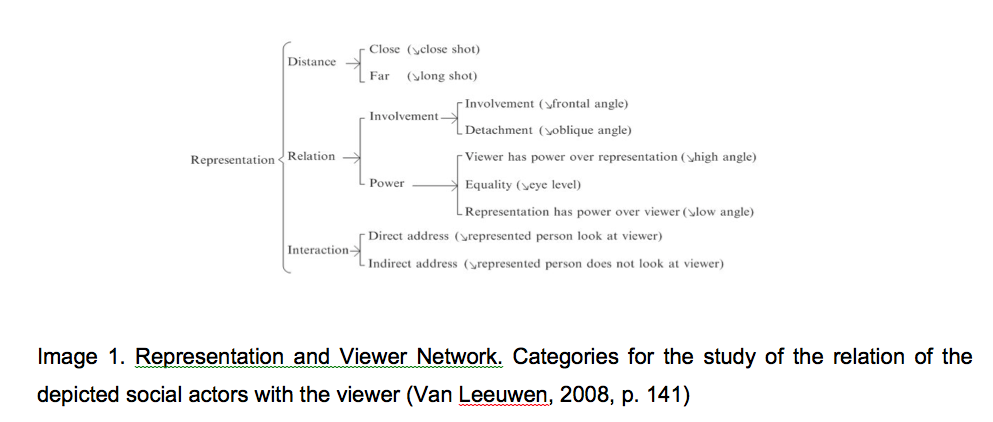 Close (↘close shot)
Distance
Far (↘long shot)
Involvement (↘frontal angle)
Involvement
Detachment (↘oblique angle)
Representation
Relation
Viewer has power over representation (↘high angle)
Power
Equality (↘eye level)
Representation has power over viewer (↘low angle)
Direct address (↘represented person look at viewer)
Interaction
Indirect address (↘represented person does not look at viewer)
Image 1. Representation and Viewer Network. Categories for the study of the relation of the
depicted social actors with the viewer (Van Leeuwen, 2008, p. 141)